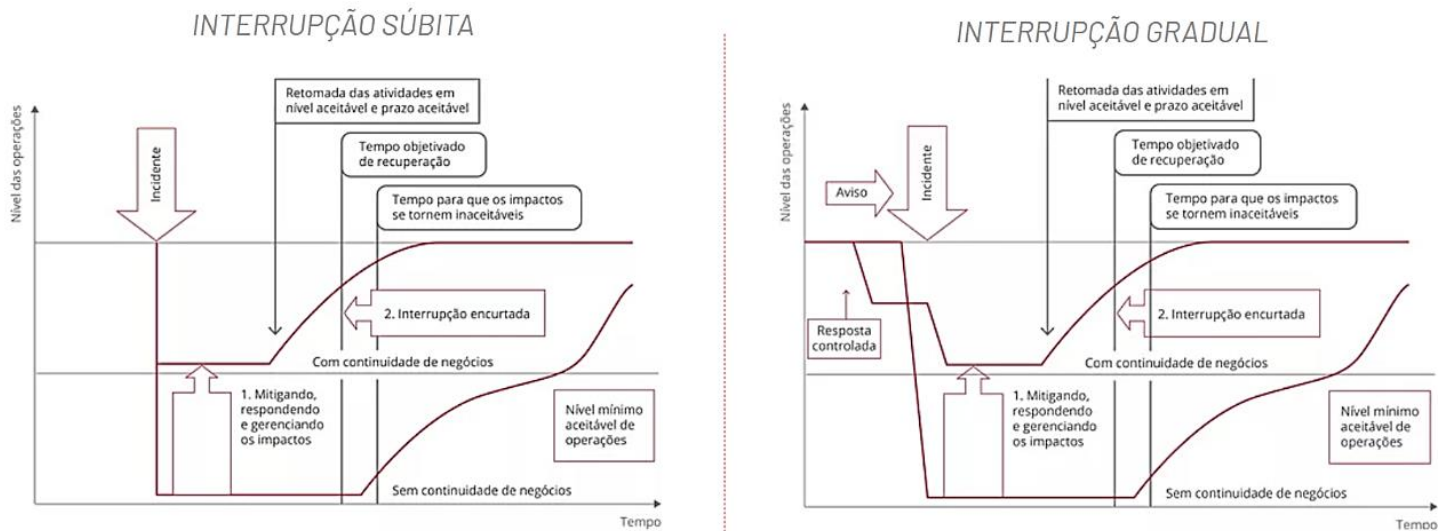 INTERRUPÇÃO SÚBITA
Nível das operações
Incidente
Retomada das atividades em
nível aceitável e prazo aceitável
Tempo objetivado
de recuperação
Tempo para que os impactos
se tornem inaceitáveis
2. Interrupção encurtada
Com continuidade de negócios
1. Mitigando,
respondendo
e gerenciando
os impactos
Nível mínimo
aceitável de
operações
Sem continuidade de negócios
Tempo
INTERRUPÇÃO GRADUAL
Nível das operações
Aviso
Incidente
Retomada das atividades em
nível aceitável e prazo aceitável
Tempo objetivado
de recuperação
Tempo para que os impactos
se tornem inaceitáveis
Resposta
controlada
2. Interrupção encurtada
Com continuidade de negócios
1. Mitigando,
respondendo
e gerenciando
os impactos
Nível mínimo
aceitável de
operações
Sem continuidade de negócios
Tempo